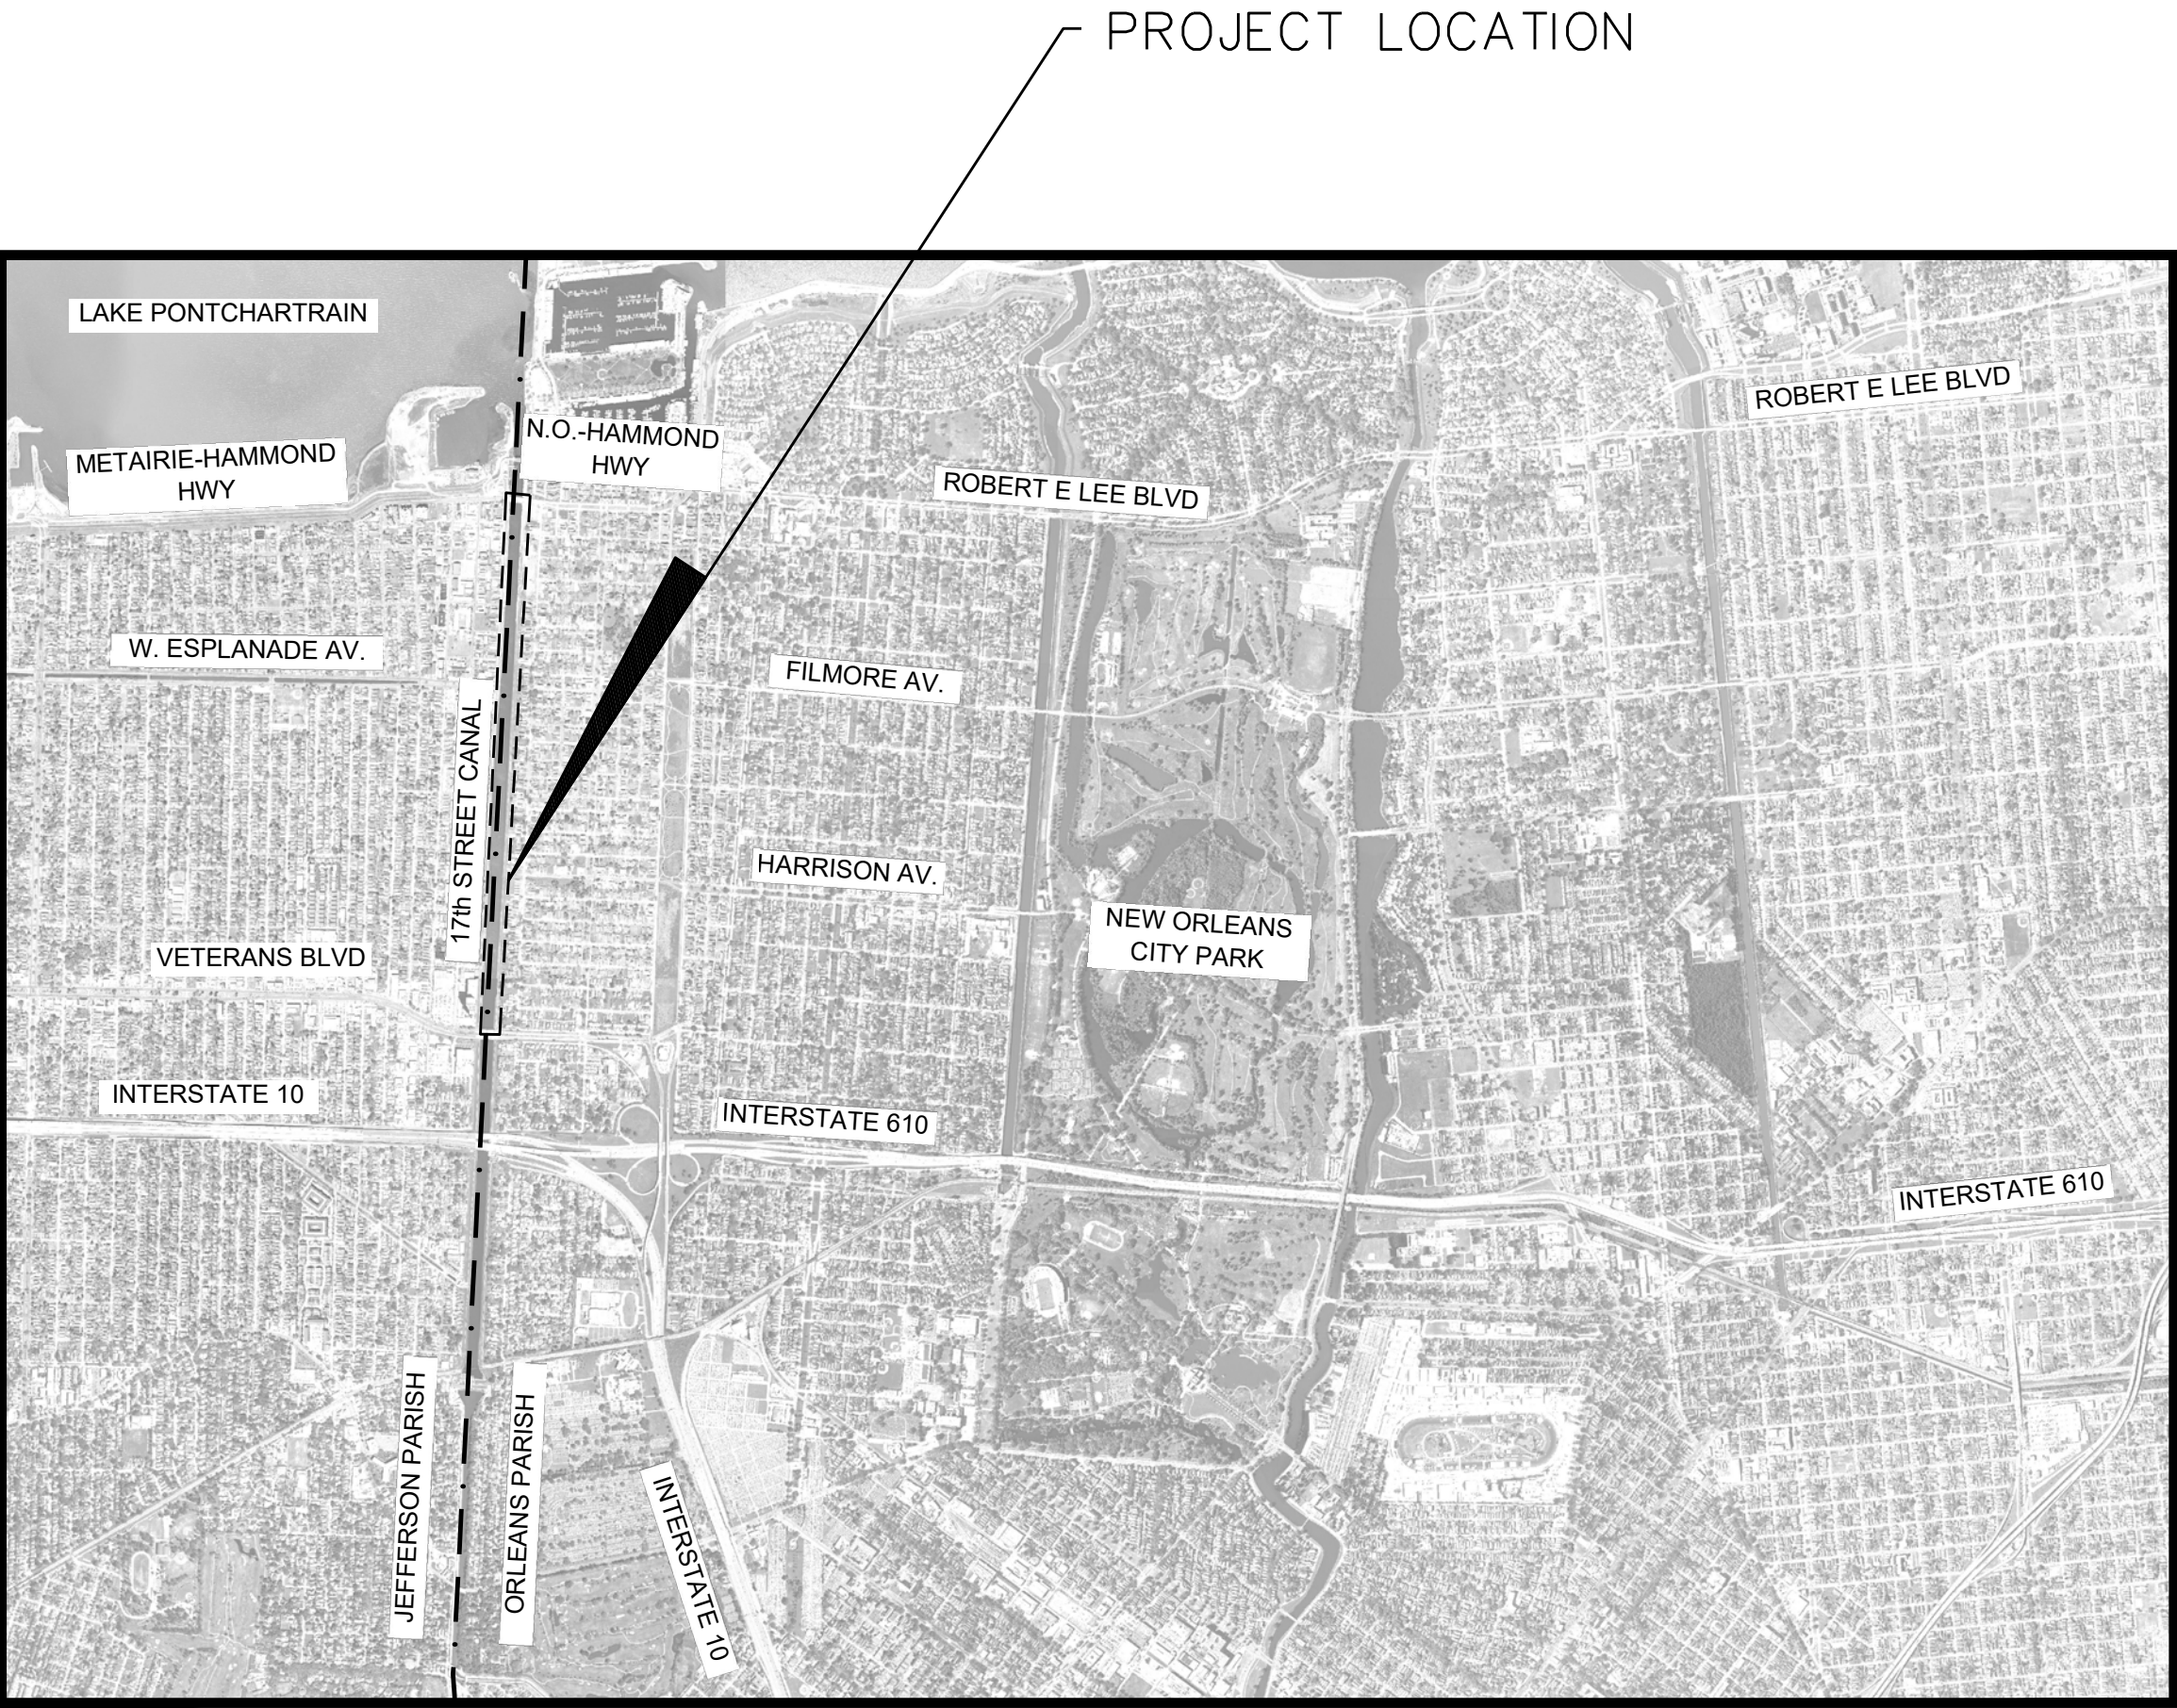 PROJECT LOCATION
LAKE PONTCHARTRAIN
ROBERT E LEE BLVD
N.O.-HAMMOND
HWY
METAIRIE-HAMMOND
HWY
ROBERT E LEE BLVD
W. ESPLANADE AV.
FILMORE AV.
17th STREET CANAL
HARRISON AV.
NEW ORLEANS
CITY PARK
VETERANS BLVD
INTERSTATE 10
INTERSTATE 610
INTERSTATE 610
JEFFERSON PARISH
ORLEANS PARISH
INTERSTATE 10